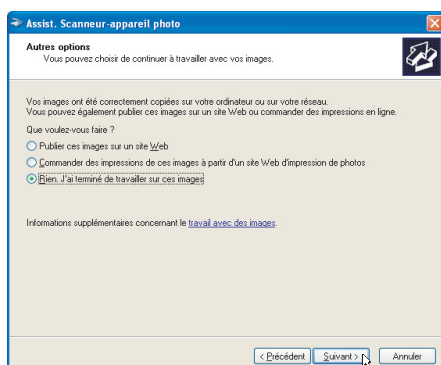 Assist. Scanneur-appareil photo
Autres options
Vous pouvez choisir de continuer à travailler avec vos images.
Vos images ont été correctement copiées sur votre ordinateur ou sur votre réseau.
Vous pouvez également publier ces images sur un site Web ou commander des impressions en ligne.
Que voulez-vous faire ?
Publier ces images sur un site Web
Commander des impressions de ces images à partir d'un site Web d'impression de photos
Rien. J'ai terminé de travailler sur ces images
Informations supplémentaires concernant le travail avec des images.
< Précédent Suivant > Annuler